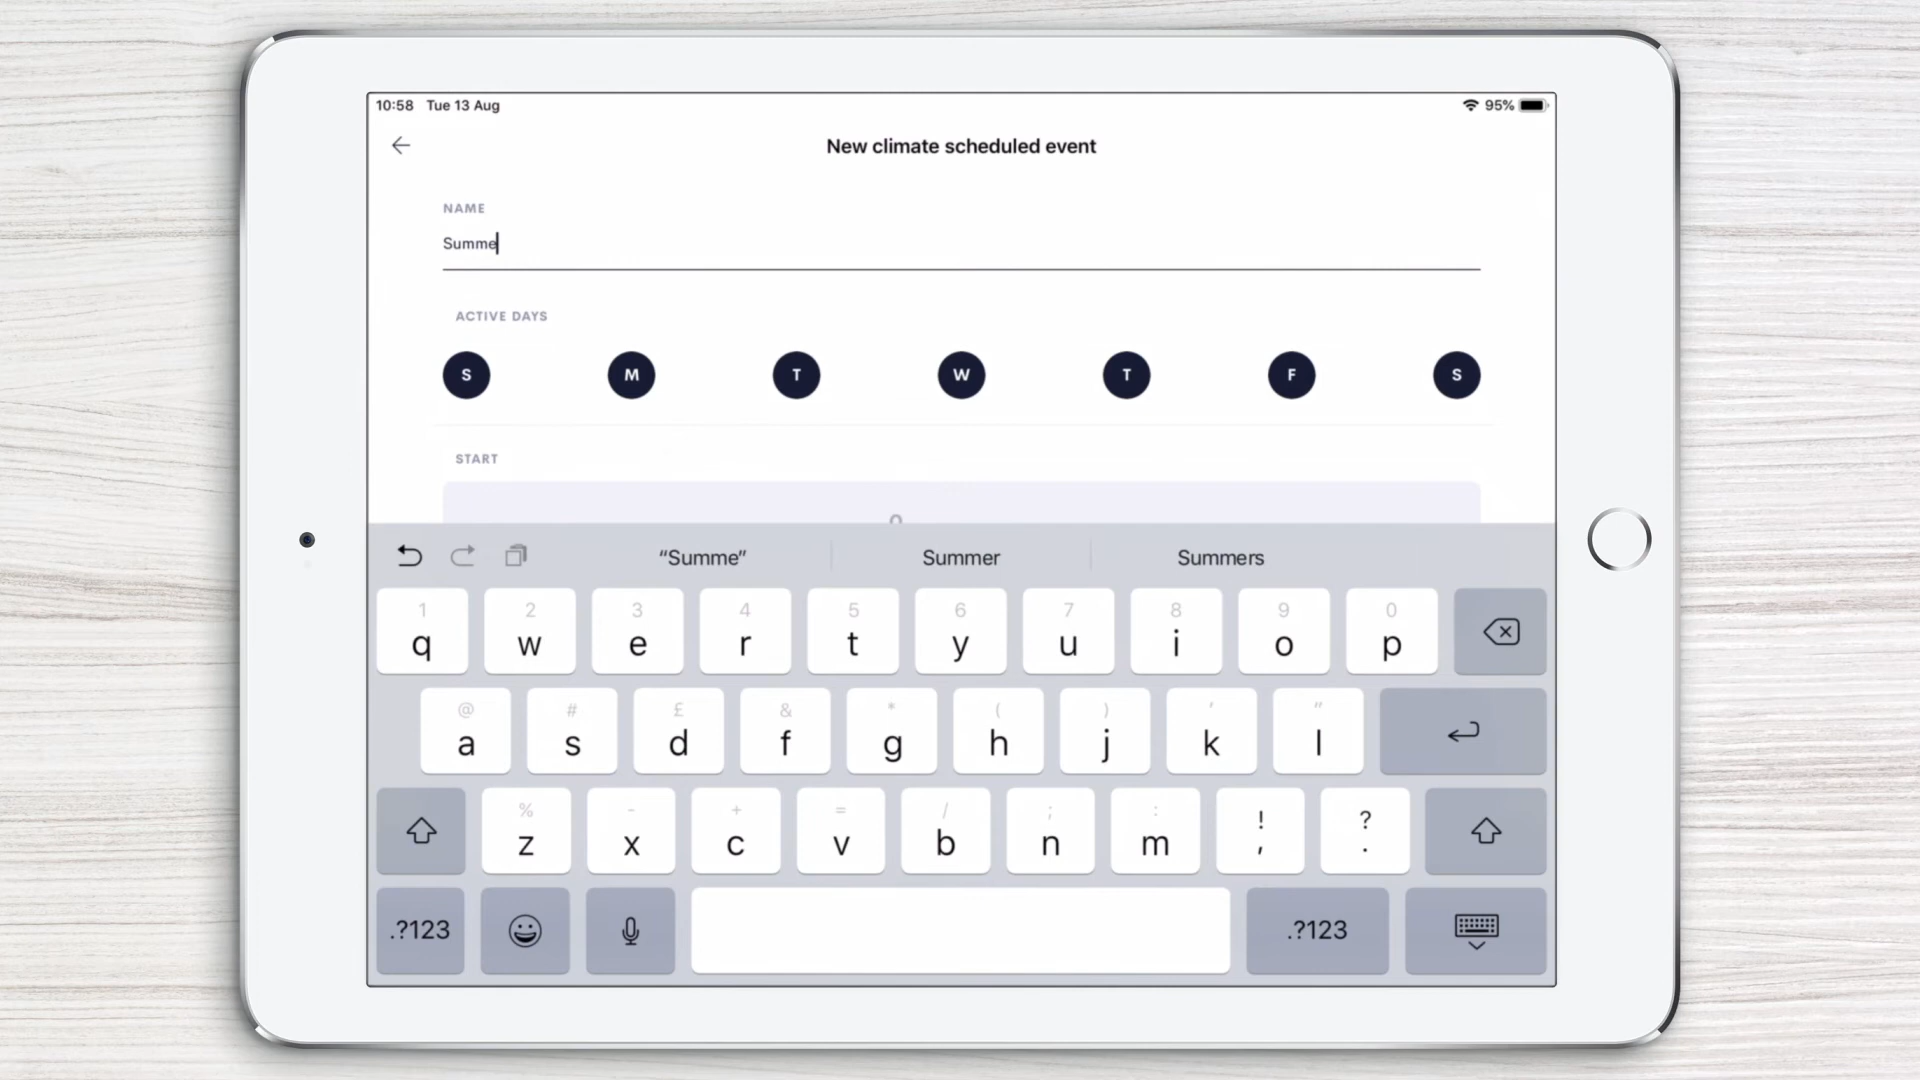 10:58 Tue 13 Aug 95%
New climate scheduled event
NAME
Summe
ACTIVE DAYS
S M T W T F S
START
“Summe” Summer Summers
1 2 3 4 5 6 7 8 9 0
q w e r t y u i o p
@ # £ & * ( ) ' "
a s d f g h j k l
% - + = / ; : ! ?
z x c v b n m , .
.?123 .?123